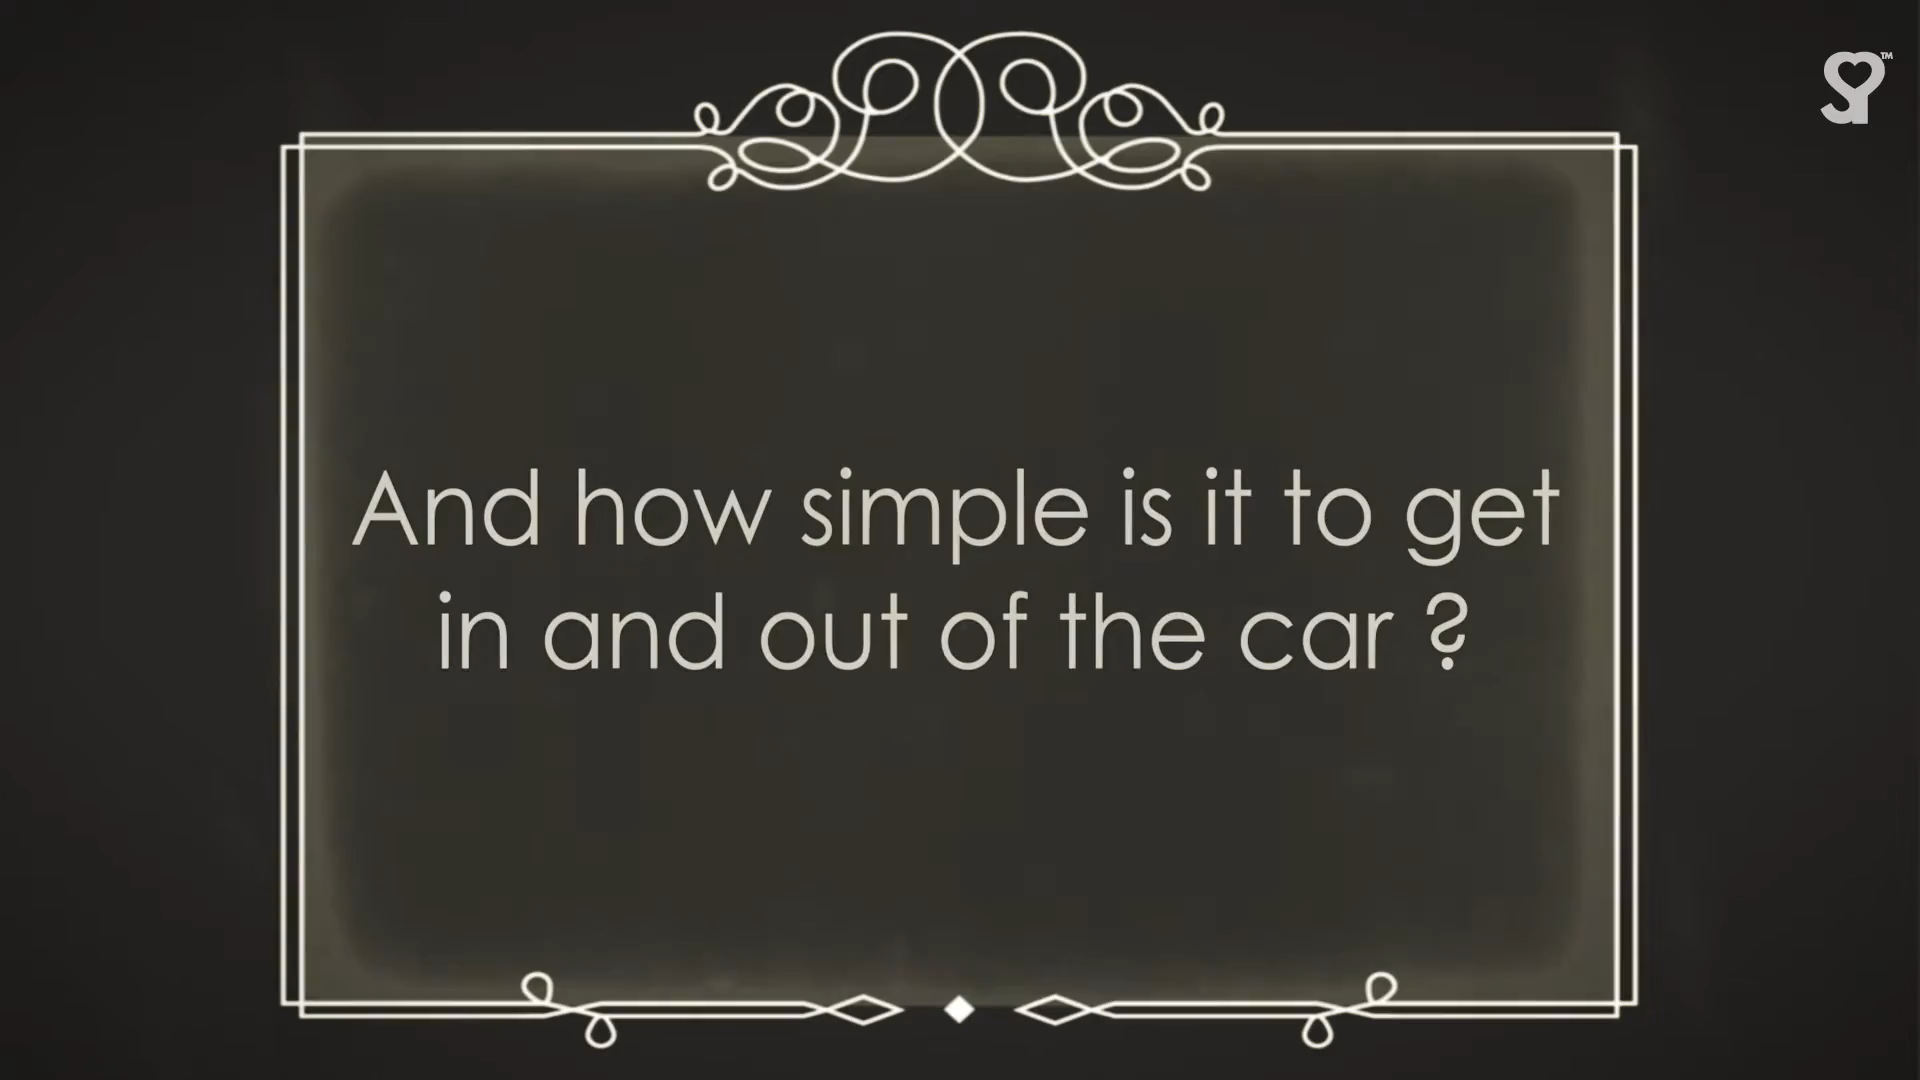 And how simple is it to get
in and out of the car ?